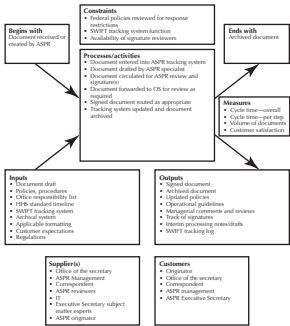 Constraints
• Federal policies reviewed for response
restrictions
• SWIFT tracking system function
• Availability of signature reviewers
Begins with
Document received or
created by ASPR
Ends with
Archived document
Processes/activities
• Document entered into ASPR tracking system
• Document drafted by ASPR specialist
• Document circulated for ASPR review and
signature(s)
• Document forwarded to OS for review as
required
• Signed document routed as appropriate
• Tracking system updated and document
archived
Measures
• Cycle time—overall
• Cycle time—per step
• Volume of documents
• Customer satisfaction
Inputs
• Document draft
• Policies, procedures
• Office responsibility list
• HHS standard timeline
• SWIFT tracking system
• Archival system
• Applicable formatting
• Customer expectations
• Regulations
Outputs
• Signed document
• Archived document
• Updated policies
• Operational guidelines
• Managerial comments and reviews
• Track of signatures
• Interim processing notes/drafts
• SWIFT tracking log
Supplier(s)
• Office of the secretary
• ASPR Management
• Correspondent
• ASPR reviewers
• IT
• Executive Secretary subject
matter experts
• ASPR originator
Customers
• Originator
• Office of the secretary
• Correspondent
• ASPR management
• ASPR Executive Secretary